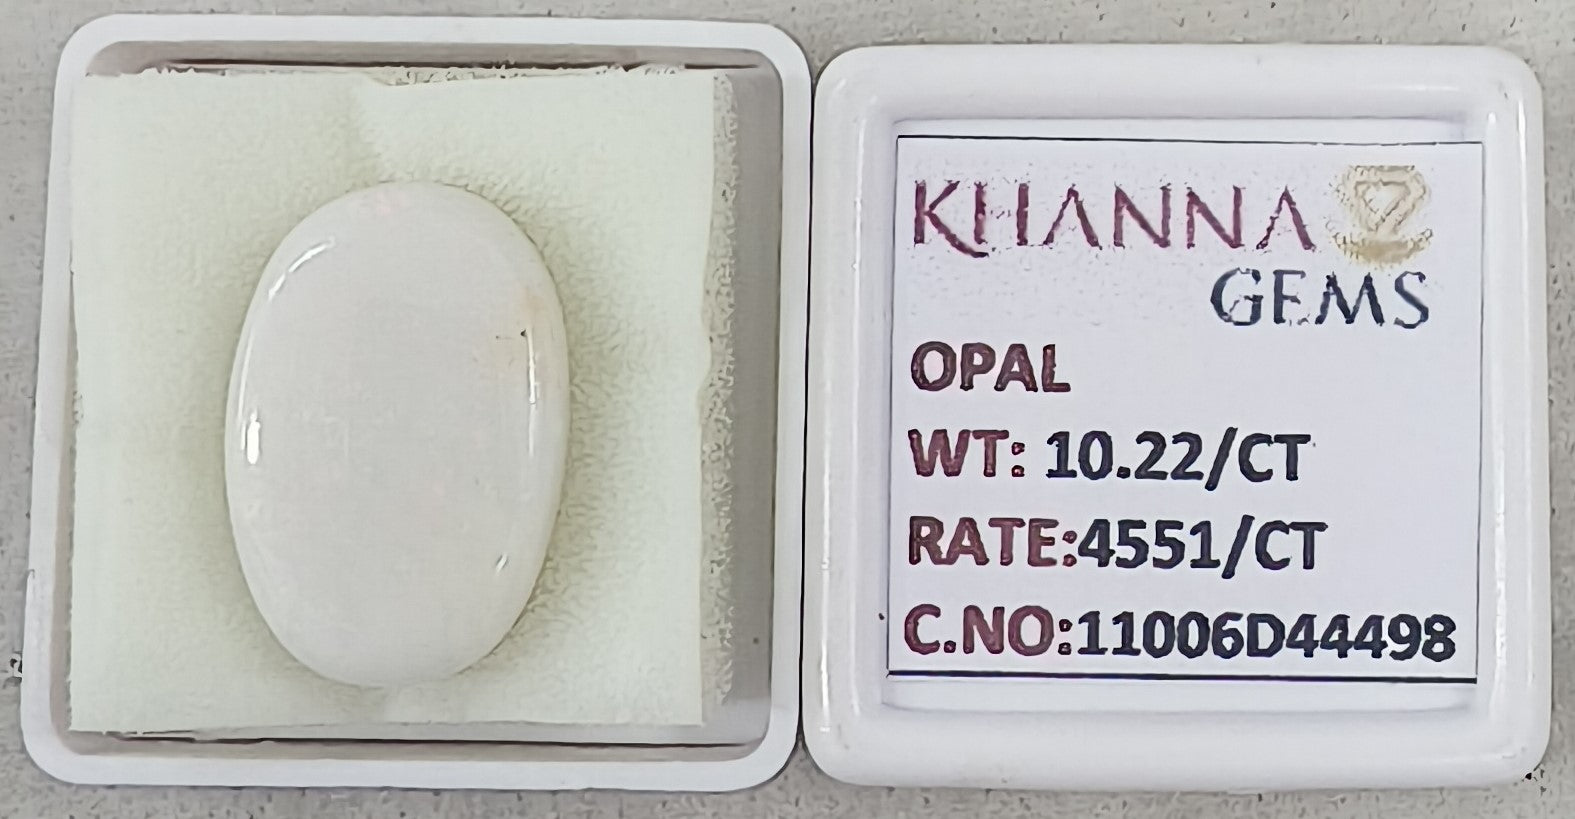 KHANNA
GEMS
OPAL
WT: 10.22/CT
RATE:4551/CT
C.NO:11006D44498